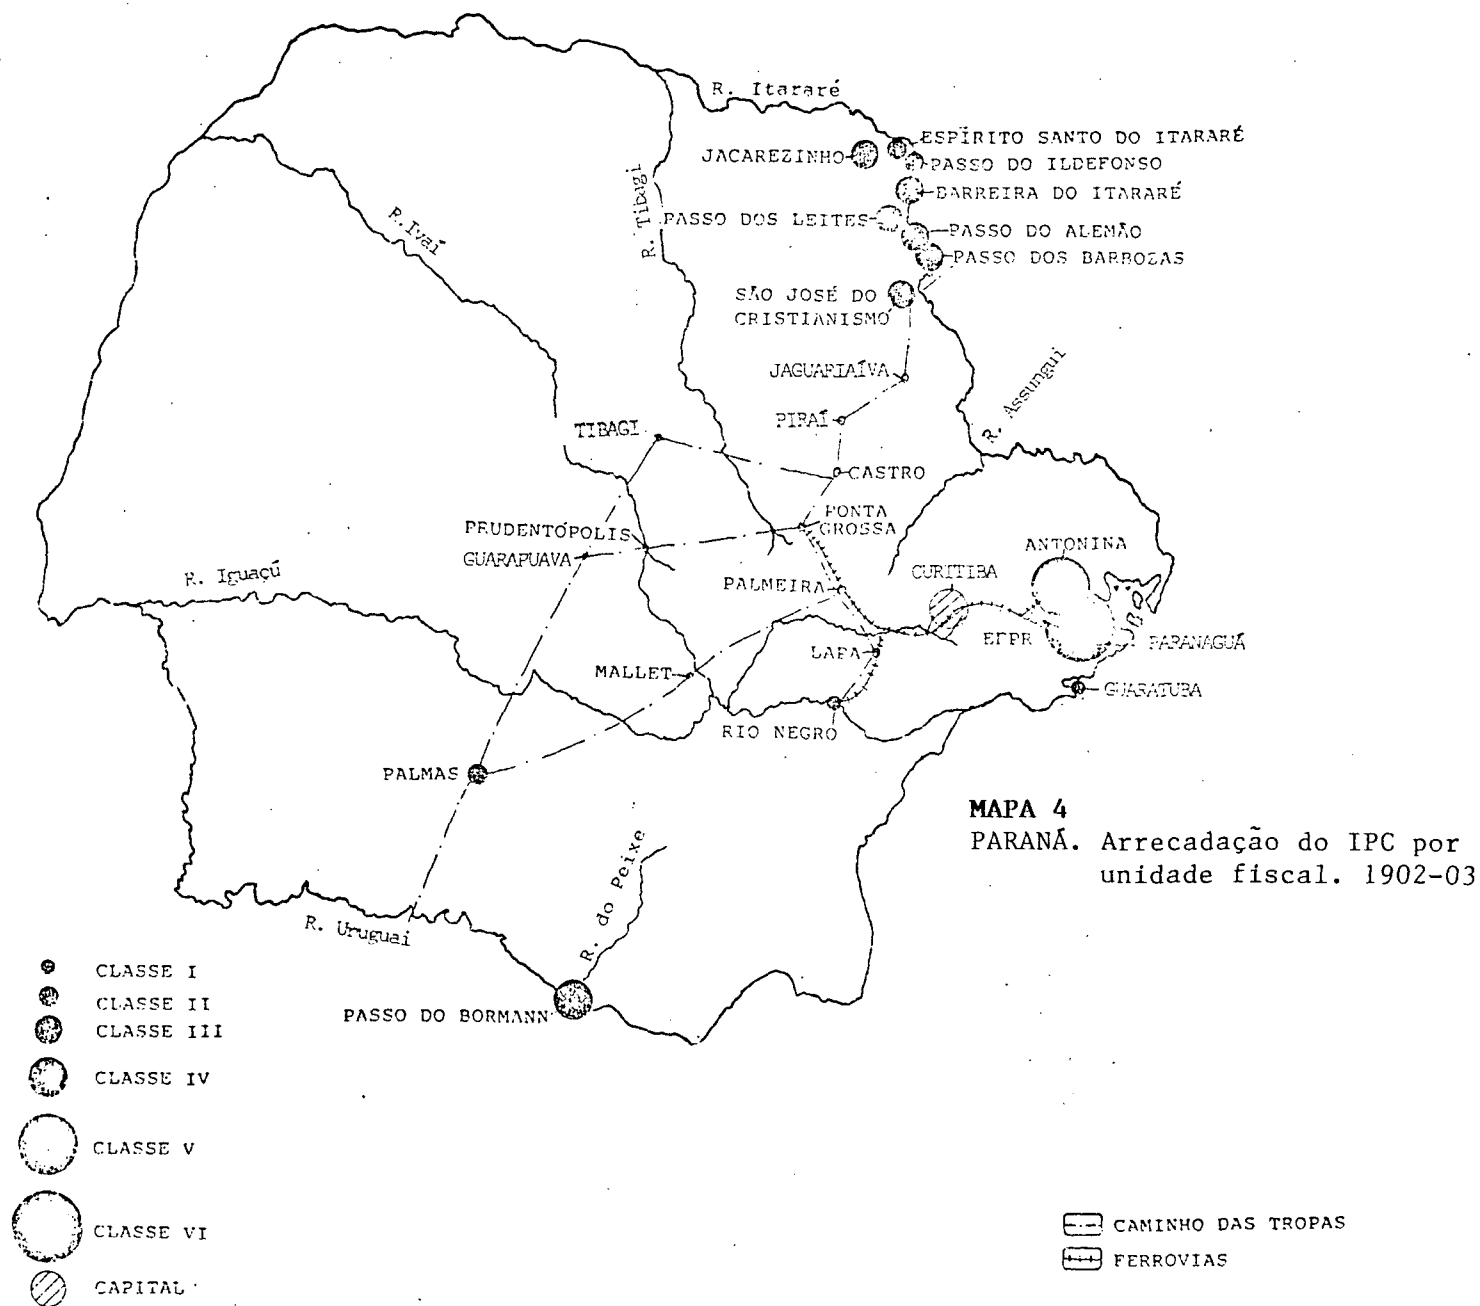 R. Itararé
ESPÍRITO SANTO DO ITARARÉ
JACAREZINHO
PASSO DO ILDEFONSO
BARREIRA DO ITARARÉ
R. Tibagi
R. Ivaí
PASSO DOS LEITES
PASSO DO ALEMÃO
PASSO DOS BARBOZAS
SÃO JOSÉ DO
CRISTIANISMO
JAGUARIAÍVA
R. Assungui
PIRAÍ
TIBAGI
CASTRO
PONTA
GROSSA
PRUDENTÓPOLIS
GUARAPUAVA
ANTONINA
R. Iguaçú
CURITIBA
PALMEIRA
EFPR
PARANAGUÁ
LAPA
MALLET
GUARATUBA
RIO NEGRO
PALMAS
MAPA 4
PARANÁ. Arrecadação do IPC por
unidade fiscal. 1902-03
R. do Peixe
R. Uruguai
PASSO DO BORMANN
CLASSE I
CLASSE II
CLASSE III
CLASSE IV
CLASSE V
CLASSE VI
CAPITAL
CAMINHO DAS TROPAS
FERROVIAS